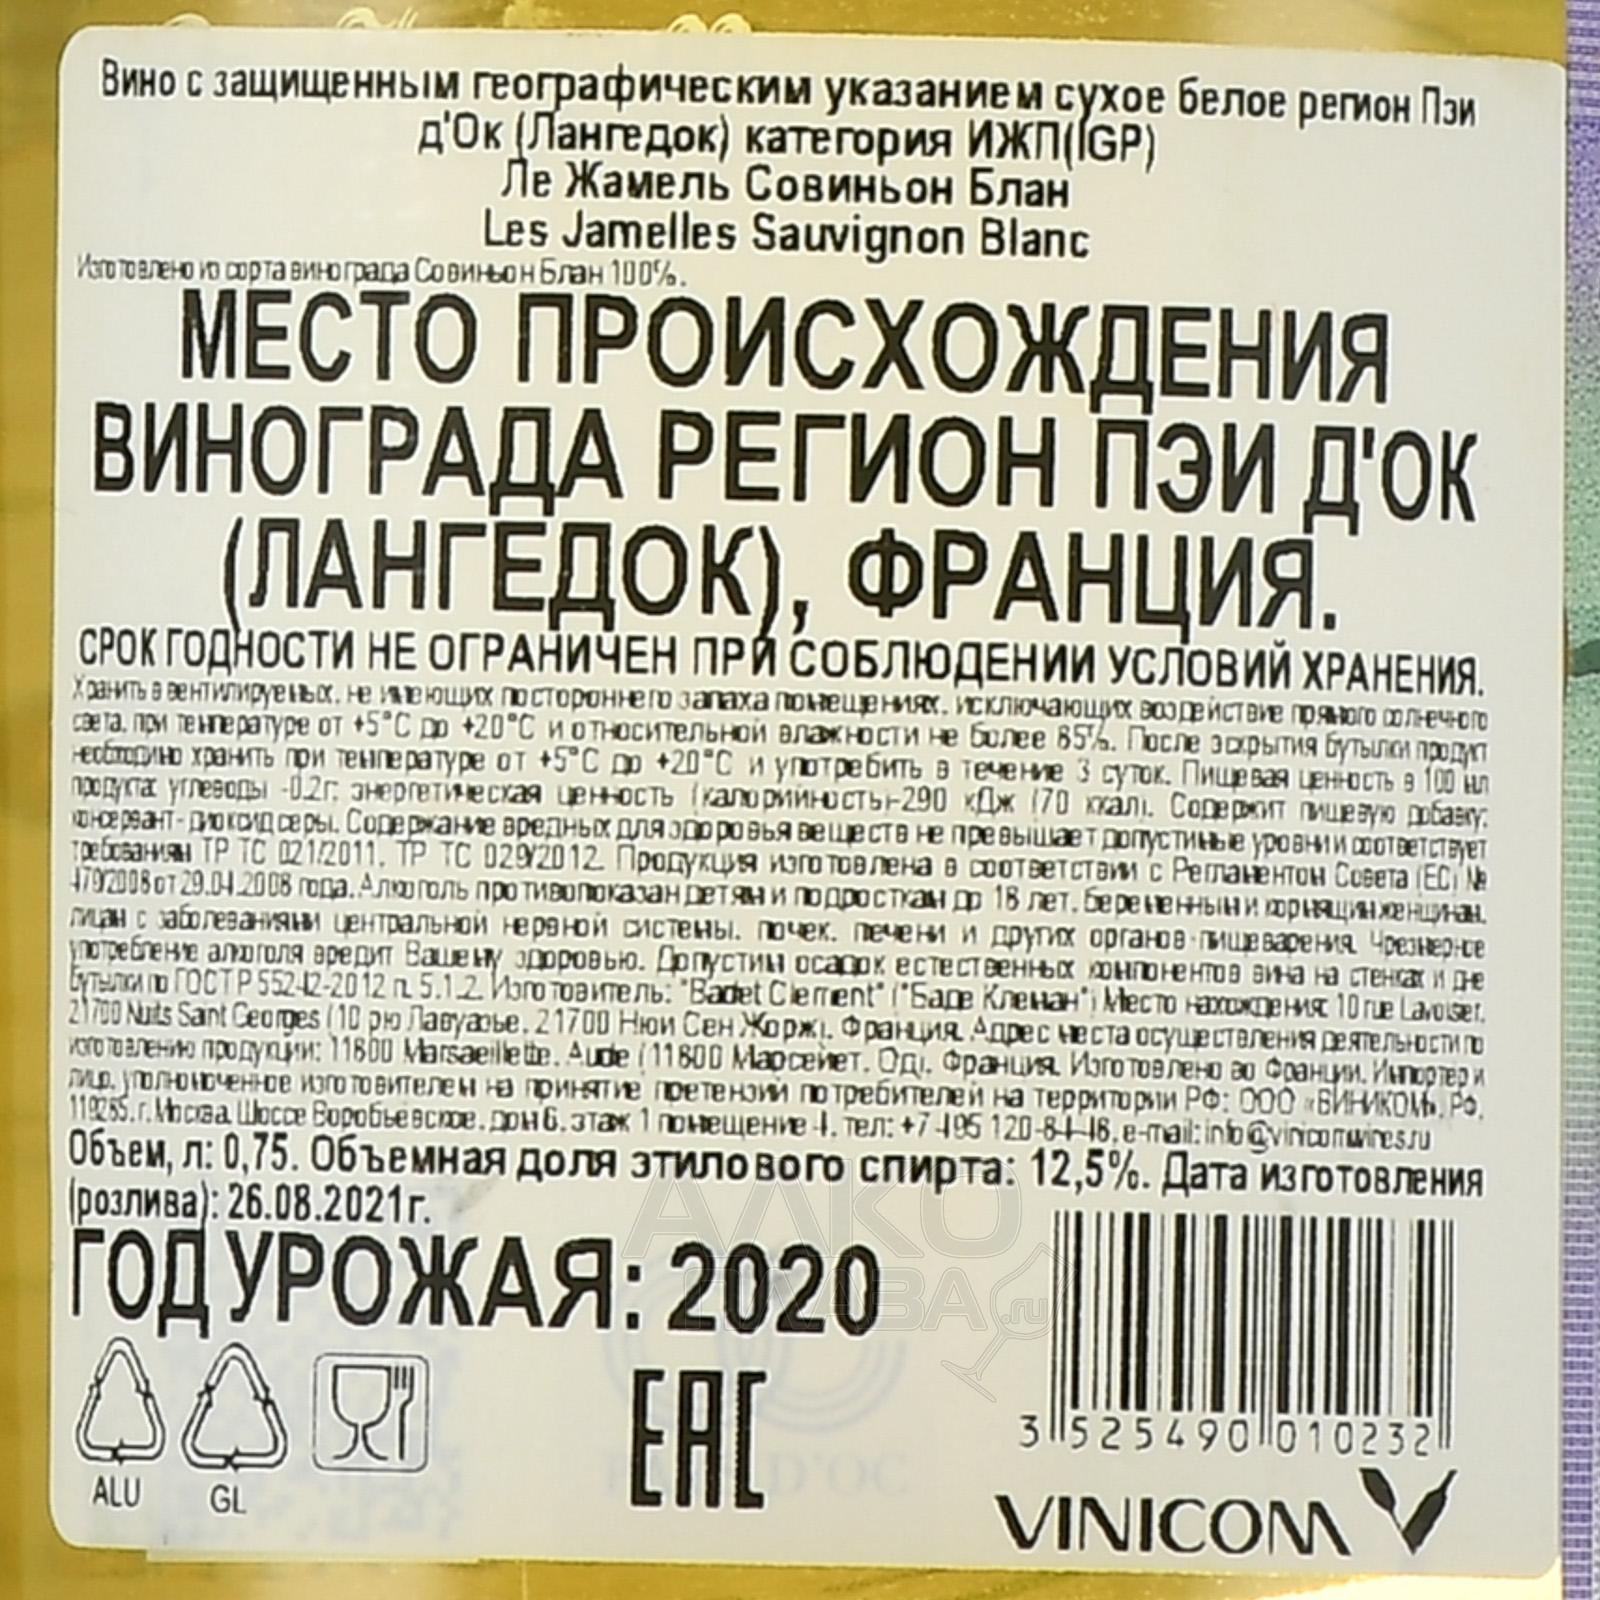 Вино с защищенным географическим указанием сухое белое регион Пэи
д'Ок (Лангедок) категория ИЖП(IGP)
Ле Жамель Совиньон Блан
Les Jamelles Sauvignon Blanc
Изготовлено из сорта винограда Совиньон Блан 100%.
МЕСТО ПРОИСХОЖДЕНИЯ
ВИНОГРАДА РЕГИОН ПЭИ Д'ОК
(ЛАНГЕДОК), ФРАНЦИЯ.
СРОК ГОДНОСТИ НЕ ОГРАНИЧЕН ПРИ СОБЛЮДЕНИИ УСЛОВИЙ ХРАНЕНИЯ.
Хранить в вентилируемых, не имеющих постороннего запаха помещениях, исключающих воздействие прямого солнечного
света, при температуре от +5°C до +20°C и относительной влажности не более 85%. После вскрытия бутылки продукт
необходимо хранить при температуре от +5°C до +20°C и употребить в течение 3 суток. Пищевая ценность в 100 мл
продукта: углеводы -0,2г; энергетическая ценность (калорийность)-290 кДж (70 ккал). Содержит пищевую добавку:
консервант- диоксид серы. Содержание вредных для здоровья веществ не превышает допустимые уровни и соответствует
требованиям ТР ТС 021/2011, ТР ТС 029/2012. Продукция изготовлена в соответствии с Регламентом Совета (ЕС) №
479/2008 от 29.04.2008 года. Алкоголь противопоказан детям и подросткам до 18 лет, беременным и кормящим женщинам,
лицам с заболеваниями центральной нервной системы, почек, печени и других органов пищеварения. Чрезмерное
употребление алкоголя вредит Вашему здоровью. Допустим осадок естественных компонентов вина на стенках и дне
бутылки по ГОСТ Р 55242-2012 п. 5.1.2. Изготовитель: "Badet Clement" ("Баде Клеман") Место нахождения: 10 rue Lavoisier,
21700 Nuits Saint Georges (10 рю Лавуазье, 21700 Нюи Сен Жорж), Франция. Адрес места осуществления деятельности по
изготовлению продукции: 11800 Marsaeillette, Aude (11800 Марсейет, Од), Франция. Изготовлено во Франции. Импортер и
лицо, уполномоченное изготовителем на принятие претензий потребителей на территории РФ: ООО «ВИНИКОМ», РФ,
119265, г. Москва, Шоссе Воробьевское, дом 6, этаж 1 помещение 4, тел: +7 495 120-84-48, e-mail: info@vinicomwines.ru
Объем, л: 0,75. Объемная доля этилового спирта: 12,5%. Дата изготовления
(розлива): 26.08.2021г.
ГОД УРОЖАЯ: 2020
АЛКО
ПЛАВА.ru
3 525490 010232
ALU
GL
EAC
PAYS D'OC
VINICOM